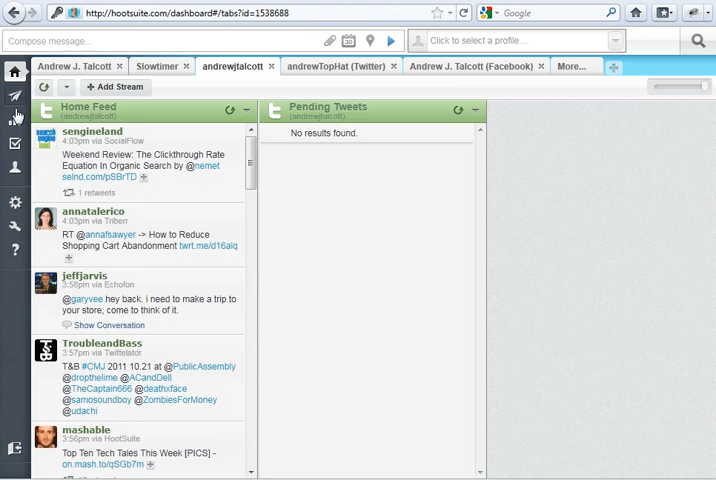 http://hootsuite.com/dashboard#/tabs?id=1538688
Google
Compose message...
Click to select a profile...
Andrew J. Talcott
Slowtimer
andrewjtalcott
andrewTopHat (Twitter)
Andrew J. Talcott (Facebook)
More...
Add Stream
Home Feed
(andrewjtalcott)
sengineland
4:03pm via SocialFlow
Weekend Review: The Clickthrough Rate
Equation In Organic Search by @nemet
selnd.com/pSBrTD
1 retweets
annatalerico
4:03pm via Triberr
RT @annafsawyer -> How to Reduce
Shopping Cart Abandonment twrt.me/d16alq
jeffjarvis
3:58pm via Echofon
@garyvee hey back. i need to make a trip to
your store, come to think of it.
Show Conversation
TroubleandBass
3:57pm via Twittelator
T&B #CMJ 2011 10.21 at @PublicAssembly
@dropthelime @ACandDell
@TheCaptain666 @deathxface
@samosoundboy @ZombiesForMoney
@udachi
mashable
3:56pm via HootSuite
Top Ten Tech Tales This Week [PICS] -
on.mash.to/qSGb7m
Pending Tweets
(andrewjtalcott)
No results found.